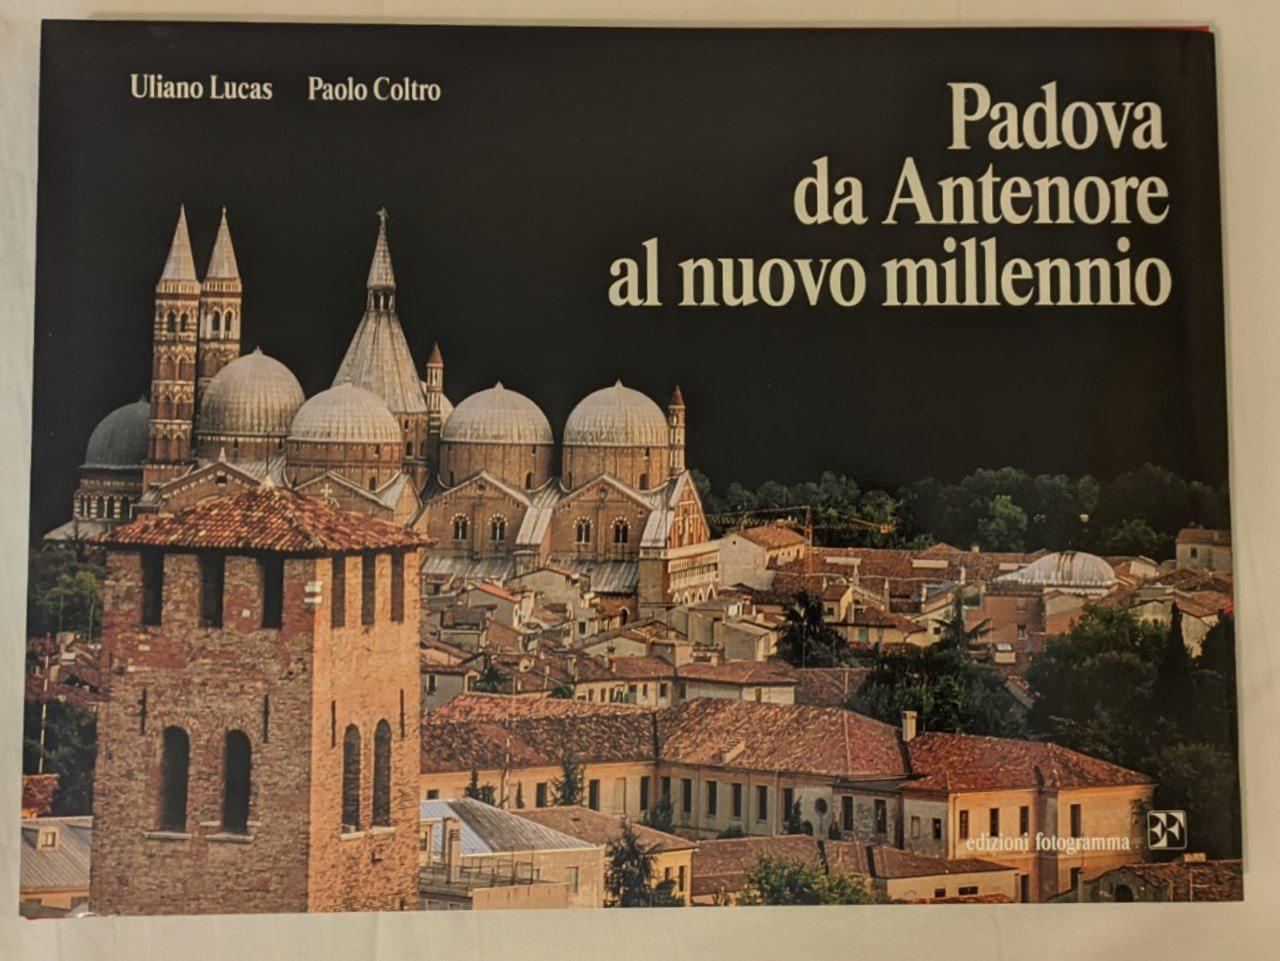 Uliano Lucas Paolo Coltro
Padova
da Antenore
al nuovo millennio
edizioni fotogramma